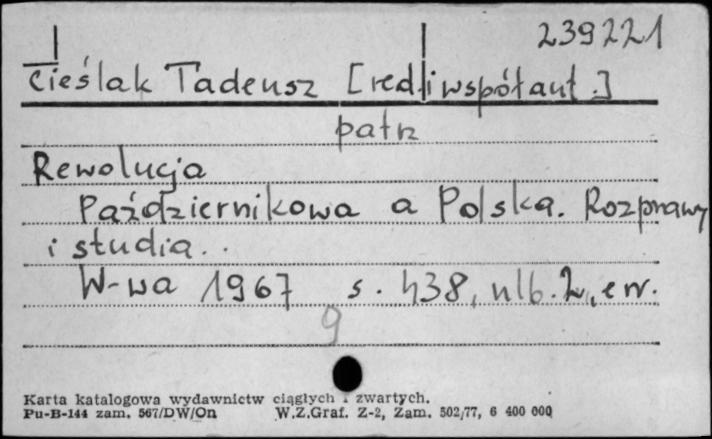 239221
Cieślak Tadeusz [red. i współaut.]
patrz
Rewolucja
Październikowa a Polska. Rozprawy
i studia..
W-wa 1967 s. 438, nlb. 2, err.
9
Karta katalogowa wydawnictw ciągłych i zwartych.
Pu-B-144 zam. 567/DW/On W.Z.Graf. Z-2, Zam. 502/77, 6 400 000